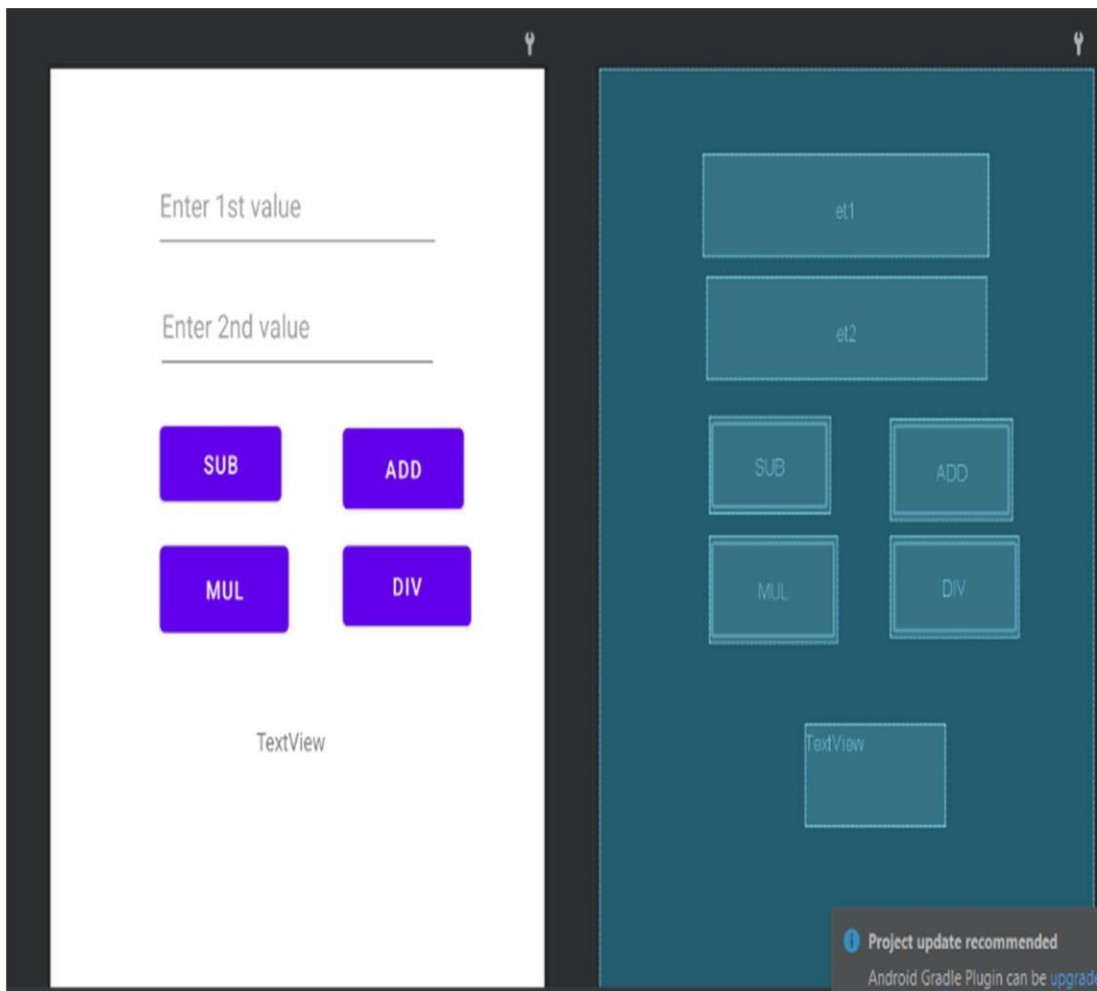 Enter 1st value
Enter 2nd value
SUB
ADD
MUL
DIV
TextView
et1
et2
SUB
ADD
MUL
DIV
TextView
Project update recommended
Android Gradle Plugin can be upgrade